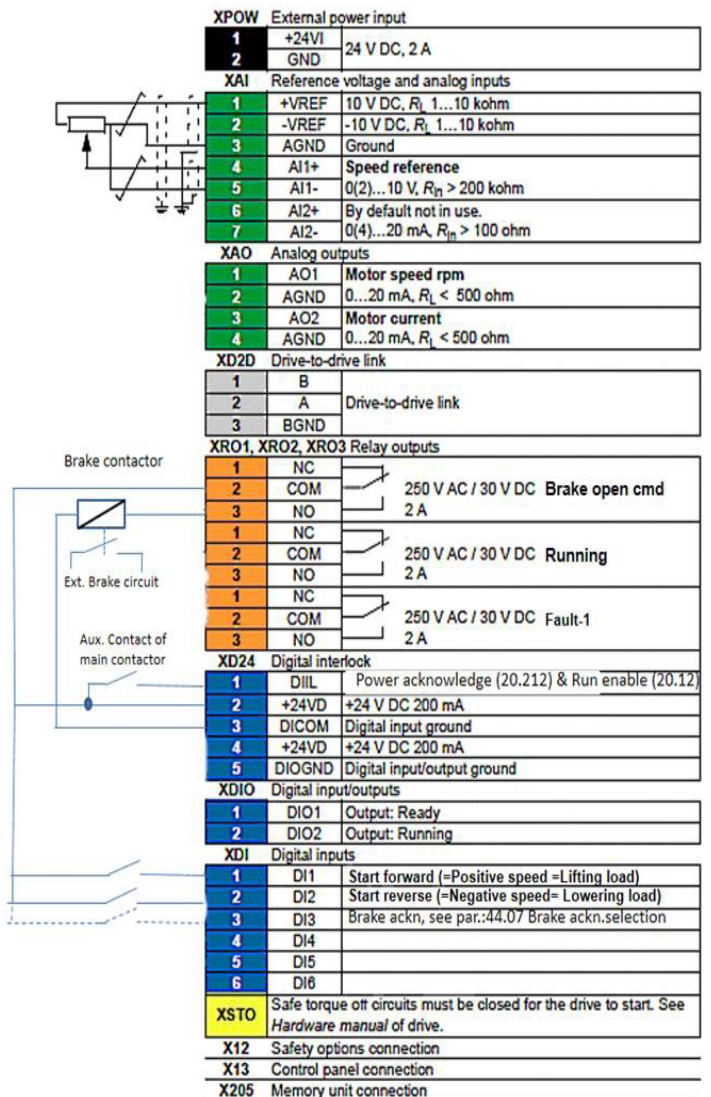 XPOW External power input
1 +24VI 24 V DC, 2 A
2 GND
XAI Reference voltage and analog inputs
1 +VREF 10 V DC, RL 1...10 kohm
2 -VREF -10 V DC, RL 1...10 kohm
3 AGND Ground
4 AI1+ Speed reference
5 AI1- 0(2)...10 V, Rin > 200 kohm
6 AI2+ By default not in use.
7 AI2- 0(4)...20 mA, Rin > 100 ohm
XAO Analog outputs
1 AO1 Motor speed rpm
2 AGND 0...20 mA, RL < 500 ohm
3 AO2 Motor current
4 AGND 0...20 mA, RL < 500 ohm
XD2D Drive-to-drive link
1 B
2 A Drive-to-drive link
3 BGND
XRO1, XRO2, XRO3 Relay outputs
Brake contactor
1 NC
2 COM 250 V AC / 30 V DC Brake open cmd
3 NO 2 A
1 NC
2 COM 250 V AC / 30 V DC Running
3 NO 2 A
Ext. Brake circuit
1 NC
2 COM 250 V AC / 30 V DC Fault-1
3 NO 2 A
Aux. Contact of
main contactor
XD24 Digital interlock
1 DIIL Power acknowledge (20.212) & Run enable (20.12)
2 +24VD +24 V DC 200 mA
3 DICOM Digital input ground
4 +24VD +24 V DC 200 mA
5 DIOGND Digital input/output ground
XDIO Digital input/outputs
1 DIO1 Output: Ready
2 DIO2 Output: Running
XDI Digital inputs
1 DI1 Start forward (=Positive speed =Lifting load)
2 DI2 Start reverse (=Negative speed= Lowering load)
3 DI3 Brake ackn, see par.:44.07 Brake ackn.selection
4 DI4
5 DI5
6 DI6
XSTO Safe torque off circuits must be closed for the drive to start. See
Hardware manual of drive.
X12 Safety options connection
X13 Control panel connection
X205 Memory unit connection